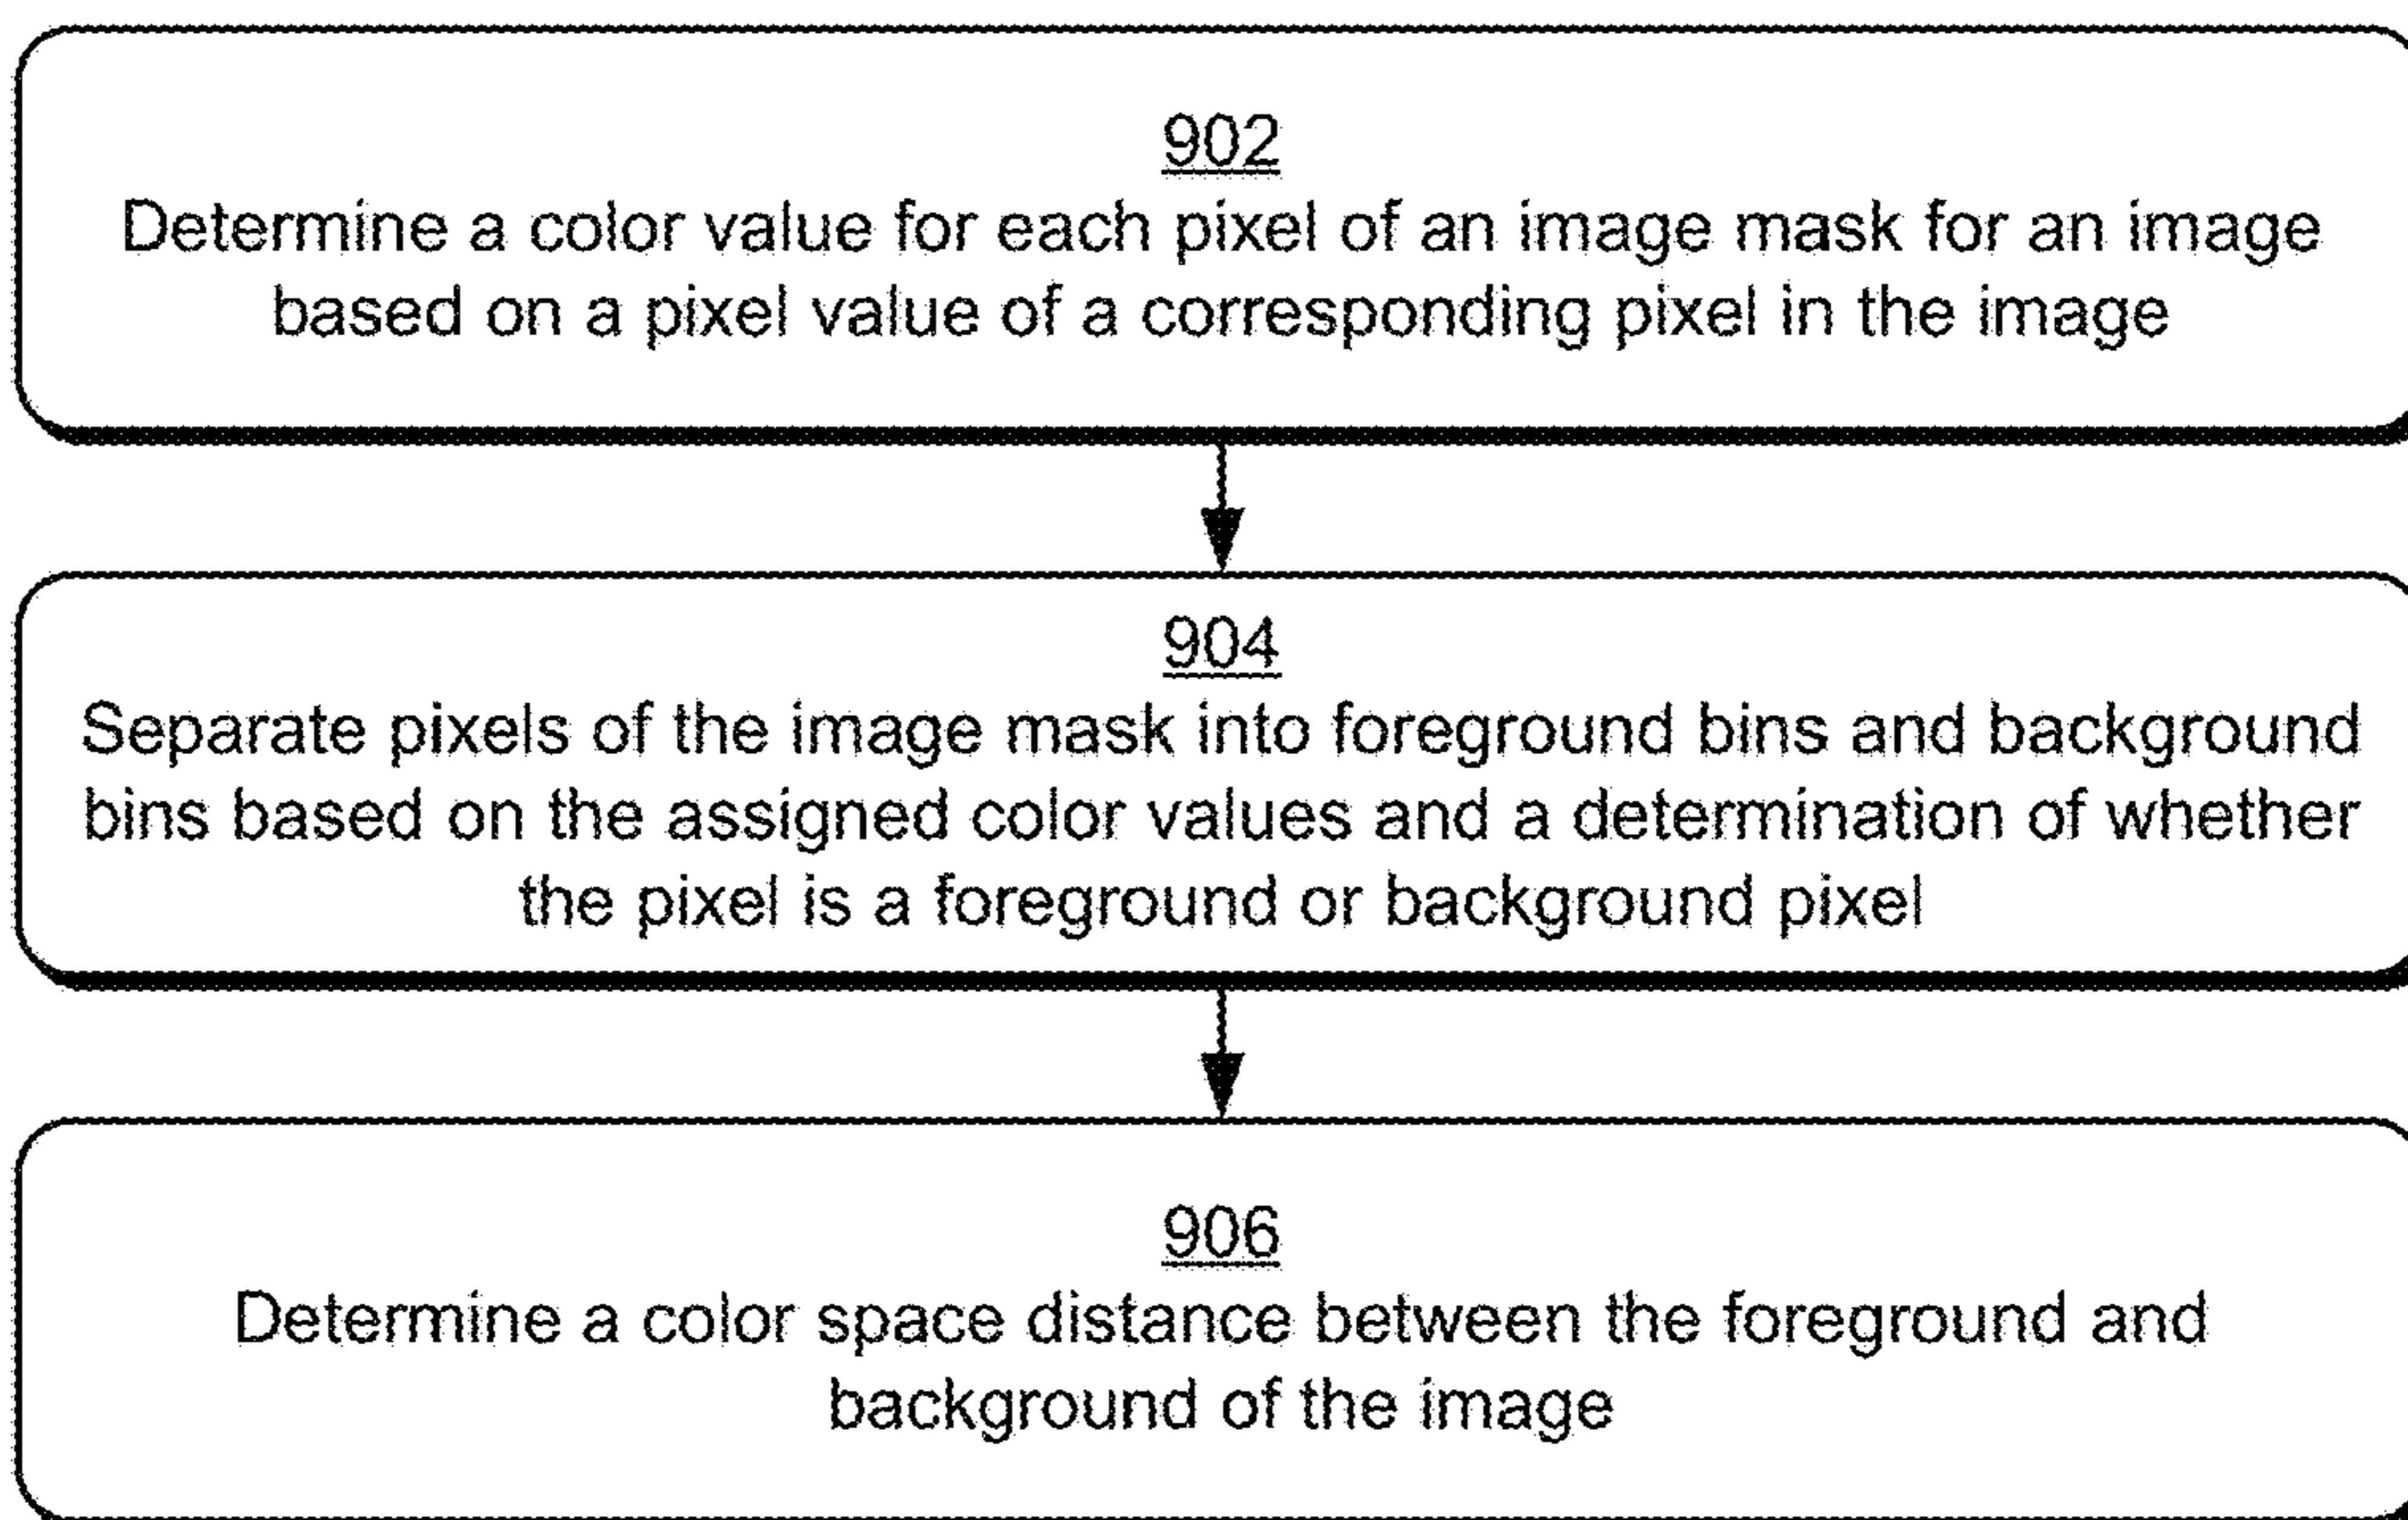 902
Determine a color value for each pixel of an image mask for an image
based on a pixel value of a corresponding pixel in the image
904
Separate pixels of the image mask into foreground bins and background
bins based on the assigned color values and a determination of whether
the pixel is a foreground or background pixel
906
Determine a color space distance between the foreground and
background of the image